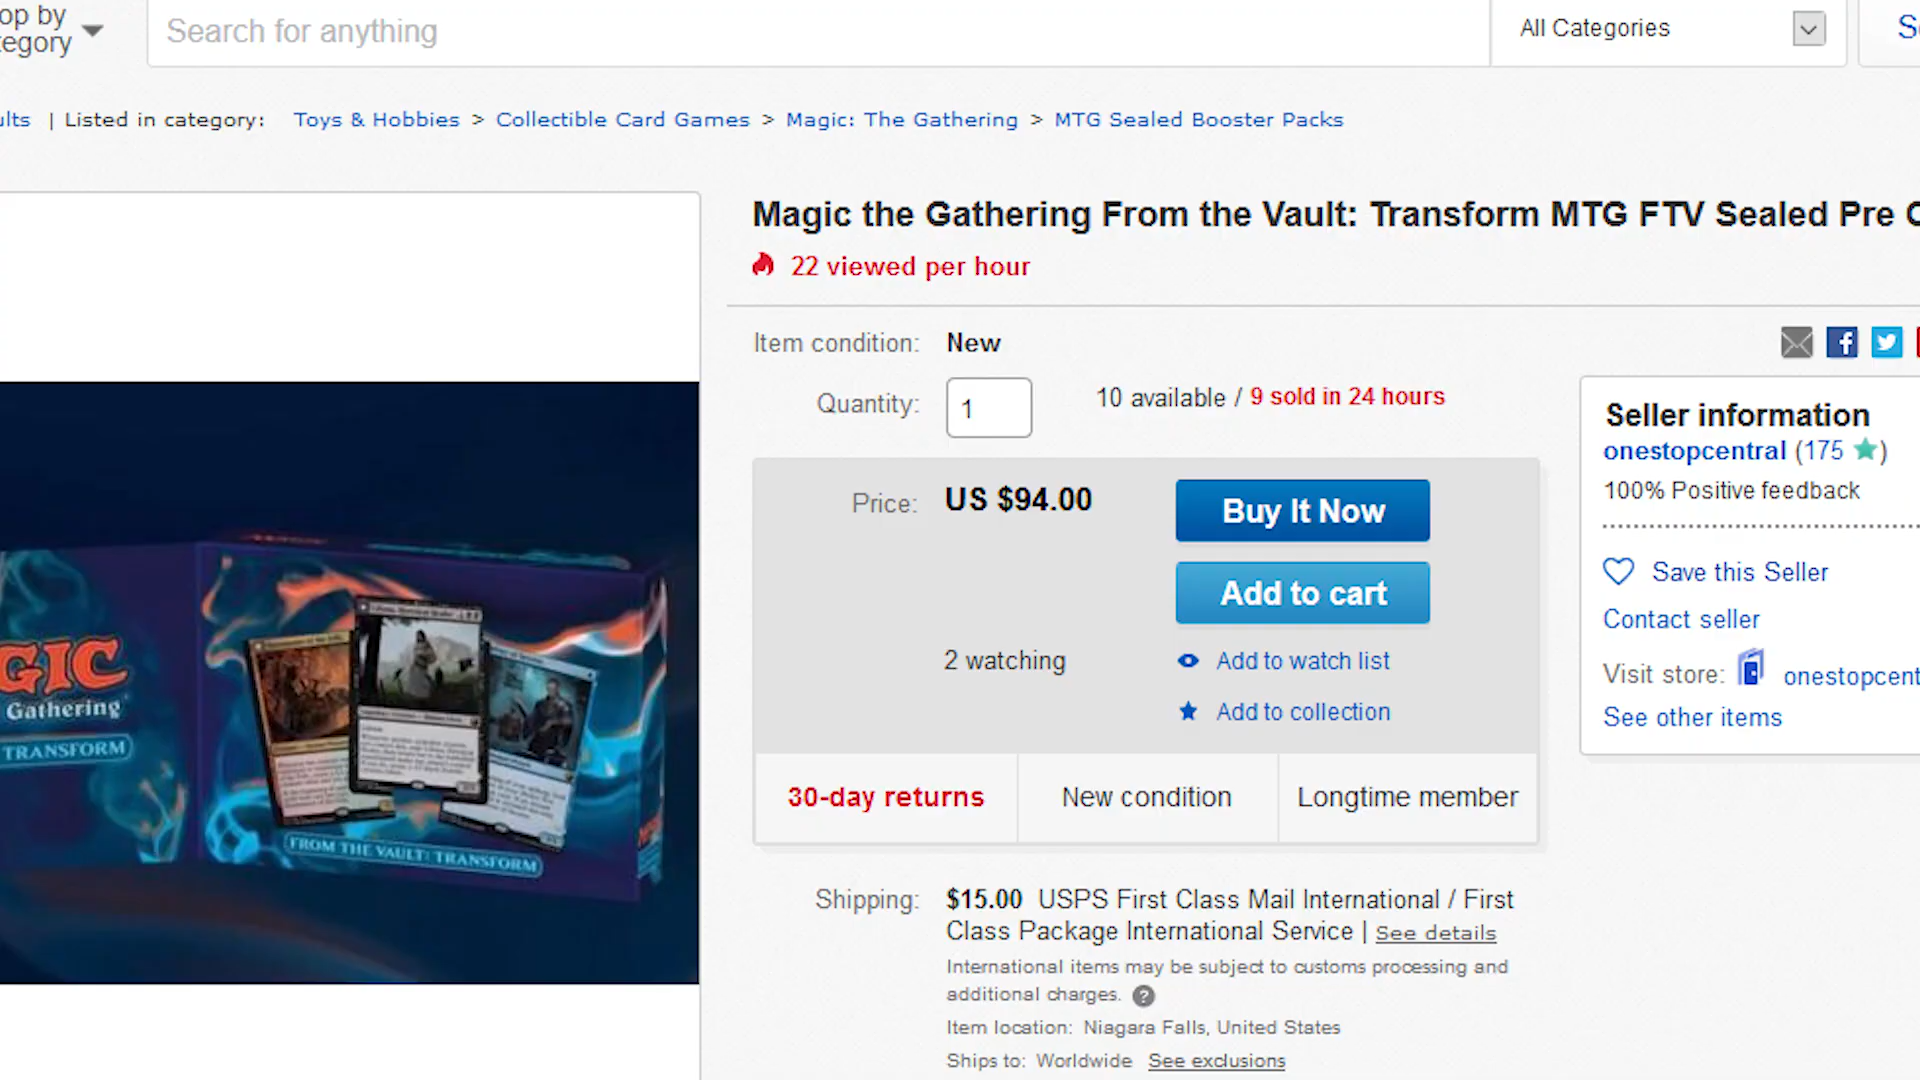 op by
egory
Search for anything
All Categories
ults | Listed in category: Toys & Hobbies > Collectible Card Games > Magic: The Gathering > MTG Sealed Booster Packs
Magic the Gathering From the Vault: Transform MTG FTV Sealed Pre
22 viewed per hour
Item condition: New
Quantity: 1
10 available / 9 sold in 24 hours
Price: US $94.00
Buy It Now
Add to cart
2 watching
Add to watch list
Add to collection
30-day returns
New condition
Longtime member
Shipping: $15.00 USPS First Class Mail International / First
Class Package International Service | See details
International items may be subject to customs processing and
additional charges. ?
Item location: Niagara Falls, United States
Ships to: Worldwide See exclusions
Seller information
onestopcentral (175 ★)
100% Positive feedback
Save this Seller
Contact seller
Visit store: onestopcent
See other items
GIC
Gathering
TRANSFORM
FROM THE VAULT: TRANSFORM